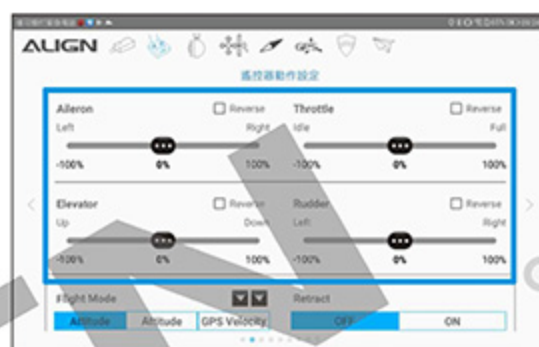 ALIGN
遙控器動作設定
Aileron Reverse Throttle Reverse
Left Right Idle Full
-100% 0% 100% -100% 0% 100%
Elevator Reverse Rudder Reverse
Up Down Left Right
-100% 0% 100% -100% 0% 100%
Flight Mode Retract
Attitude Attitude GPS Velocity OFF ON